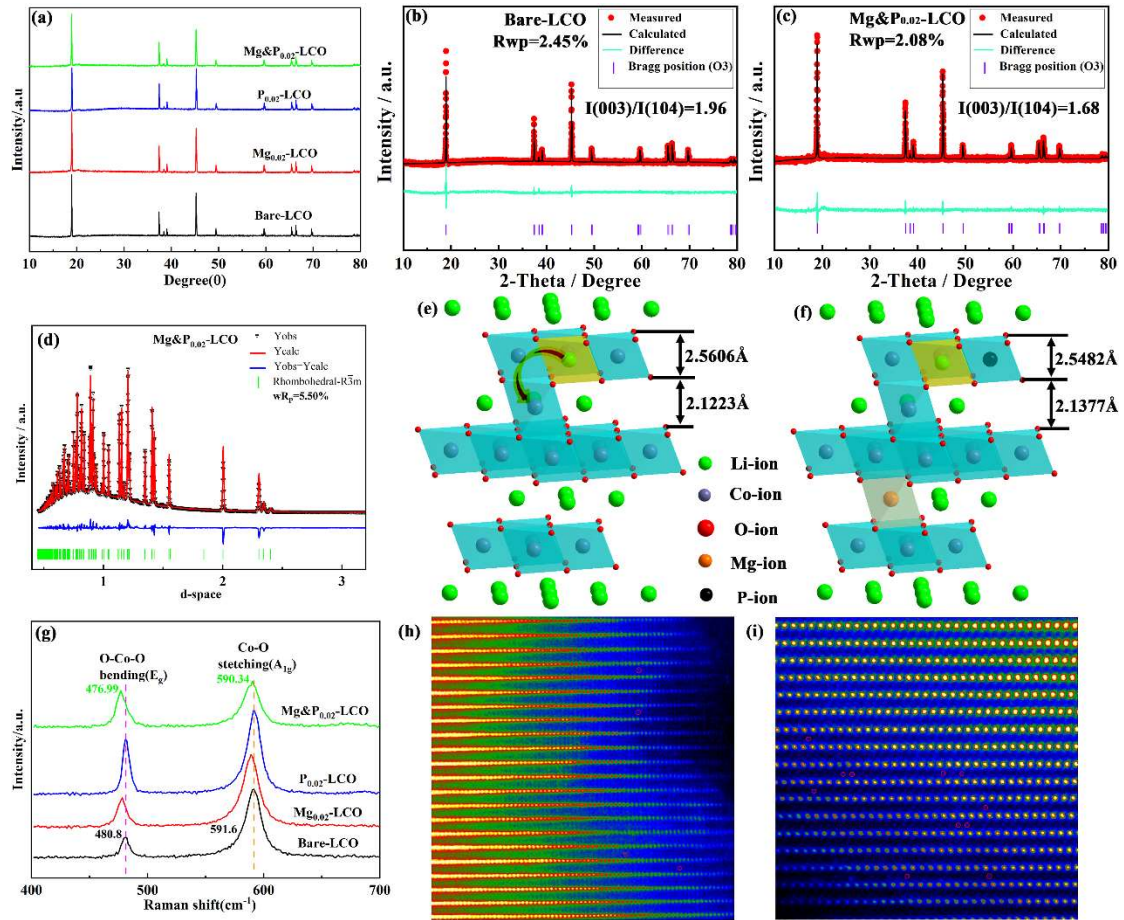 (a)
Intensity/a.u
Mg&P0.02-LCO
P0.02-LCO
Mg0.02-LCO
Bare-LCO
10 20 30 40 50 60 70 80
Degree(0)
(b)
Bare-LCO
Rwp=2.45%
Measured
Calculated
Difference
Bragg position (O3)
I(003)/I(104)=1.96
Intensity / a.u.
10 20 30 40 50 60 70 80
2-Theta / Degree
(c)
Mg&P0.02-LCO
Rwp=2.08%
Measured
Calculated
Difference
Bragg position (O3)
I(003)/I(104)=1.68
Intensity / a.u.
10 20 30 40 50 60 70 80
2-Theta / Degree
(d)
Mg&P0.02-LCO
Yobs
Ycalc
Yobs-Ycalc
Rhombohedral-R3̅m
wRp=5.50%
Intensity / a.u.
1 2 3
d-space
(e)
2.5606Å
2.1223Å
(f)
2.5482Å
2.1377Å
Li-ion
Co-ion
O-ion
Mg-ion
P-ion
(g)
O-Co-O
bending(Eg)
476.99
Co-O
stetching(A1g)
590.34
Mg&P0.02-LCO
P0.02-LCO
Mg0.02-LCO
480.8
591.6
Bare-LCO
Intensity/a.u.
400 500 600 700
Raman shift(cm-1)
(h)
(i)